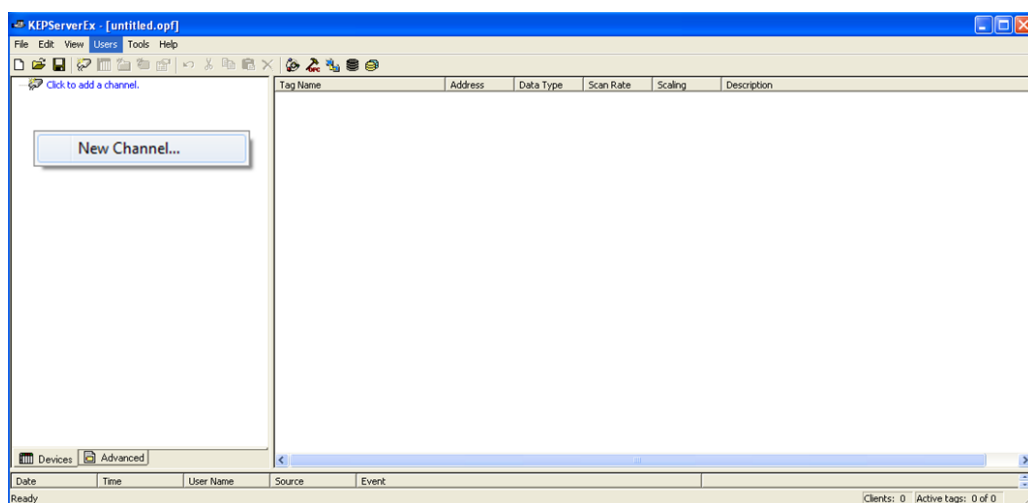 KEPServerEx - [untitled.opf]
File Edit View Users Tools Help
Click to add a channel.
Tag Name Address Data Type Scan Rate Scaling Description
New Channel...
Devices Advanced
Date Time User Name Source Event
Ready Clients: 0 Active tags: 0 of 0